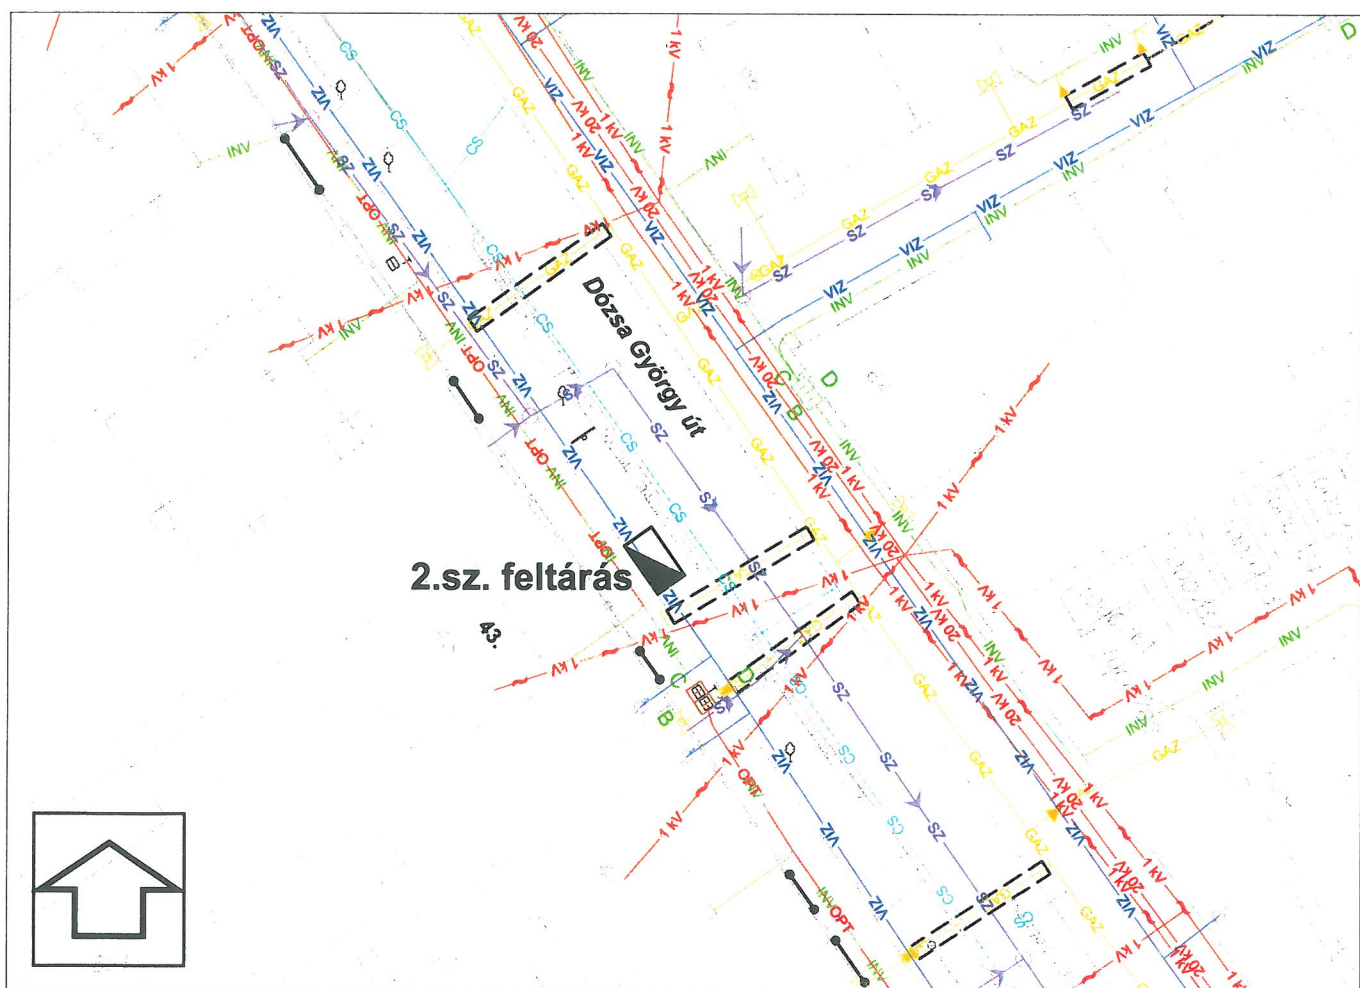 Dózsa György út
2.sz. feltárás
43.
1 kV
20 kV
VIZ
GAZ
SZ
CS
INV
OPT
B
C
D